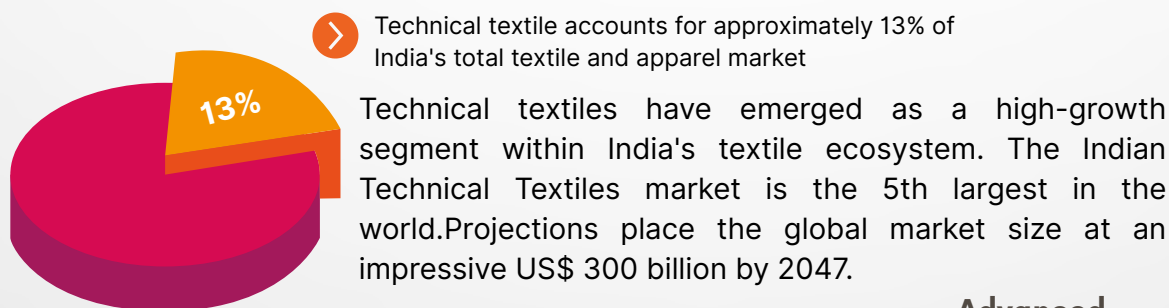 Technical textile accounts for approximately 13% of
India's total textile and apparel market
13%
Technical textiles have emerged as a high-growth
segment within India's textile ecosystem. The Indian
Technical Textiles market is the 5th largest in the
world.Projections place the global market size at an
impressive US$ 300 billion by 2047.
Advanced